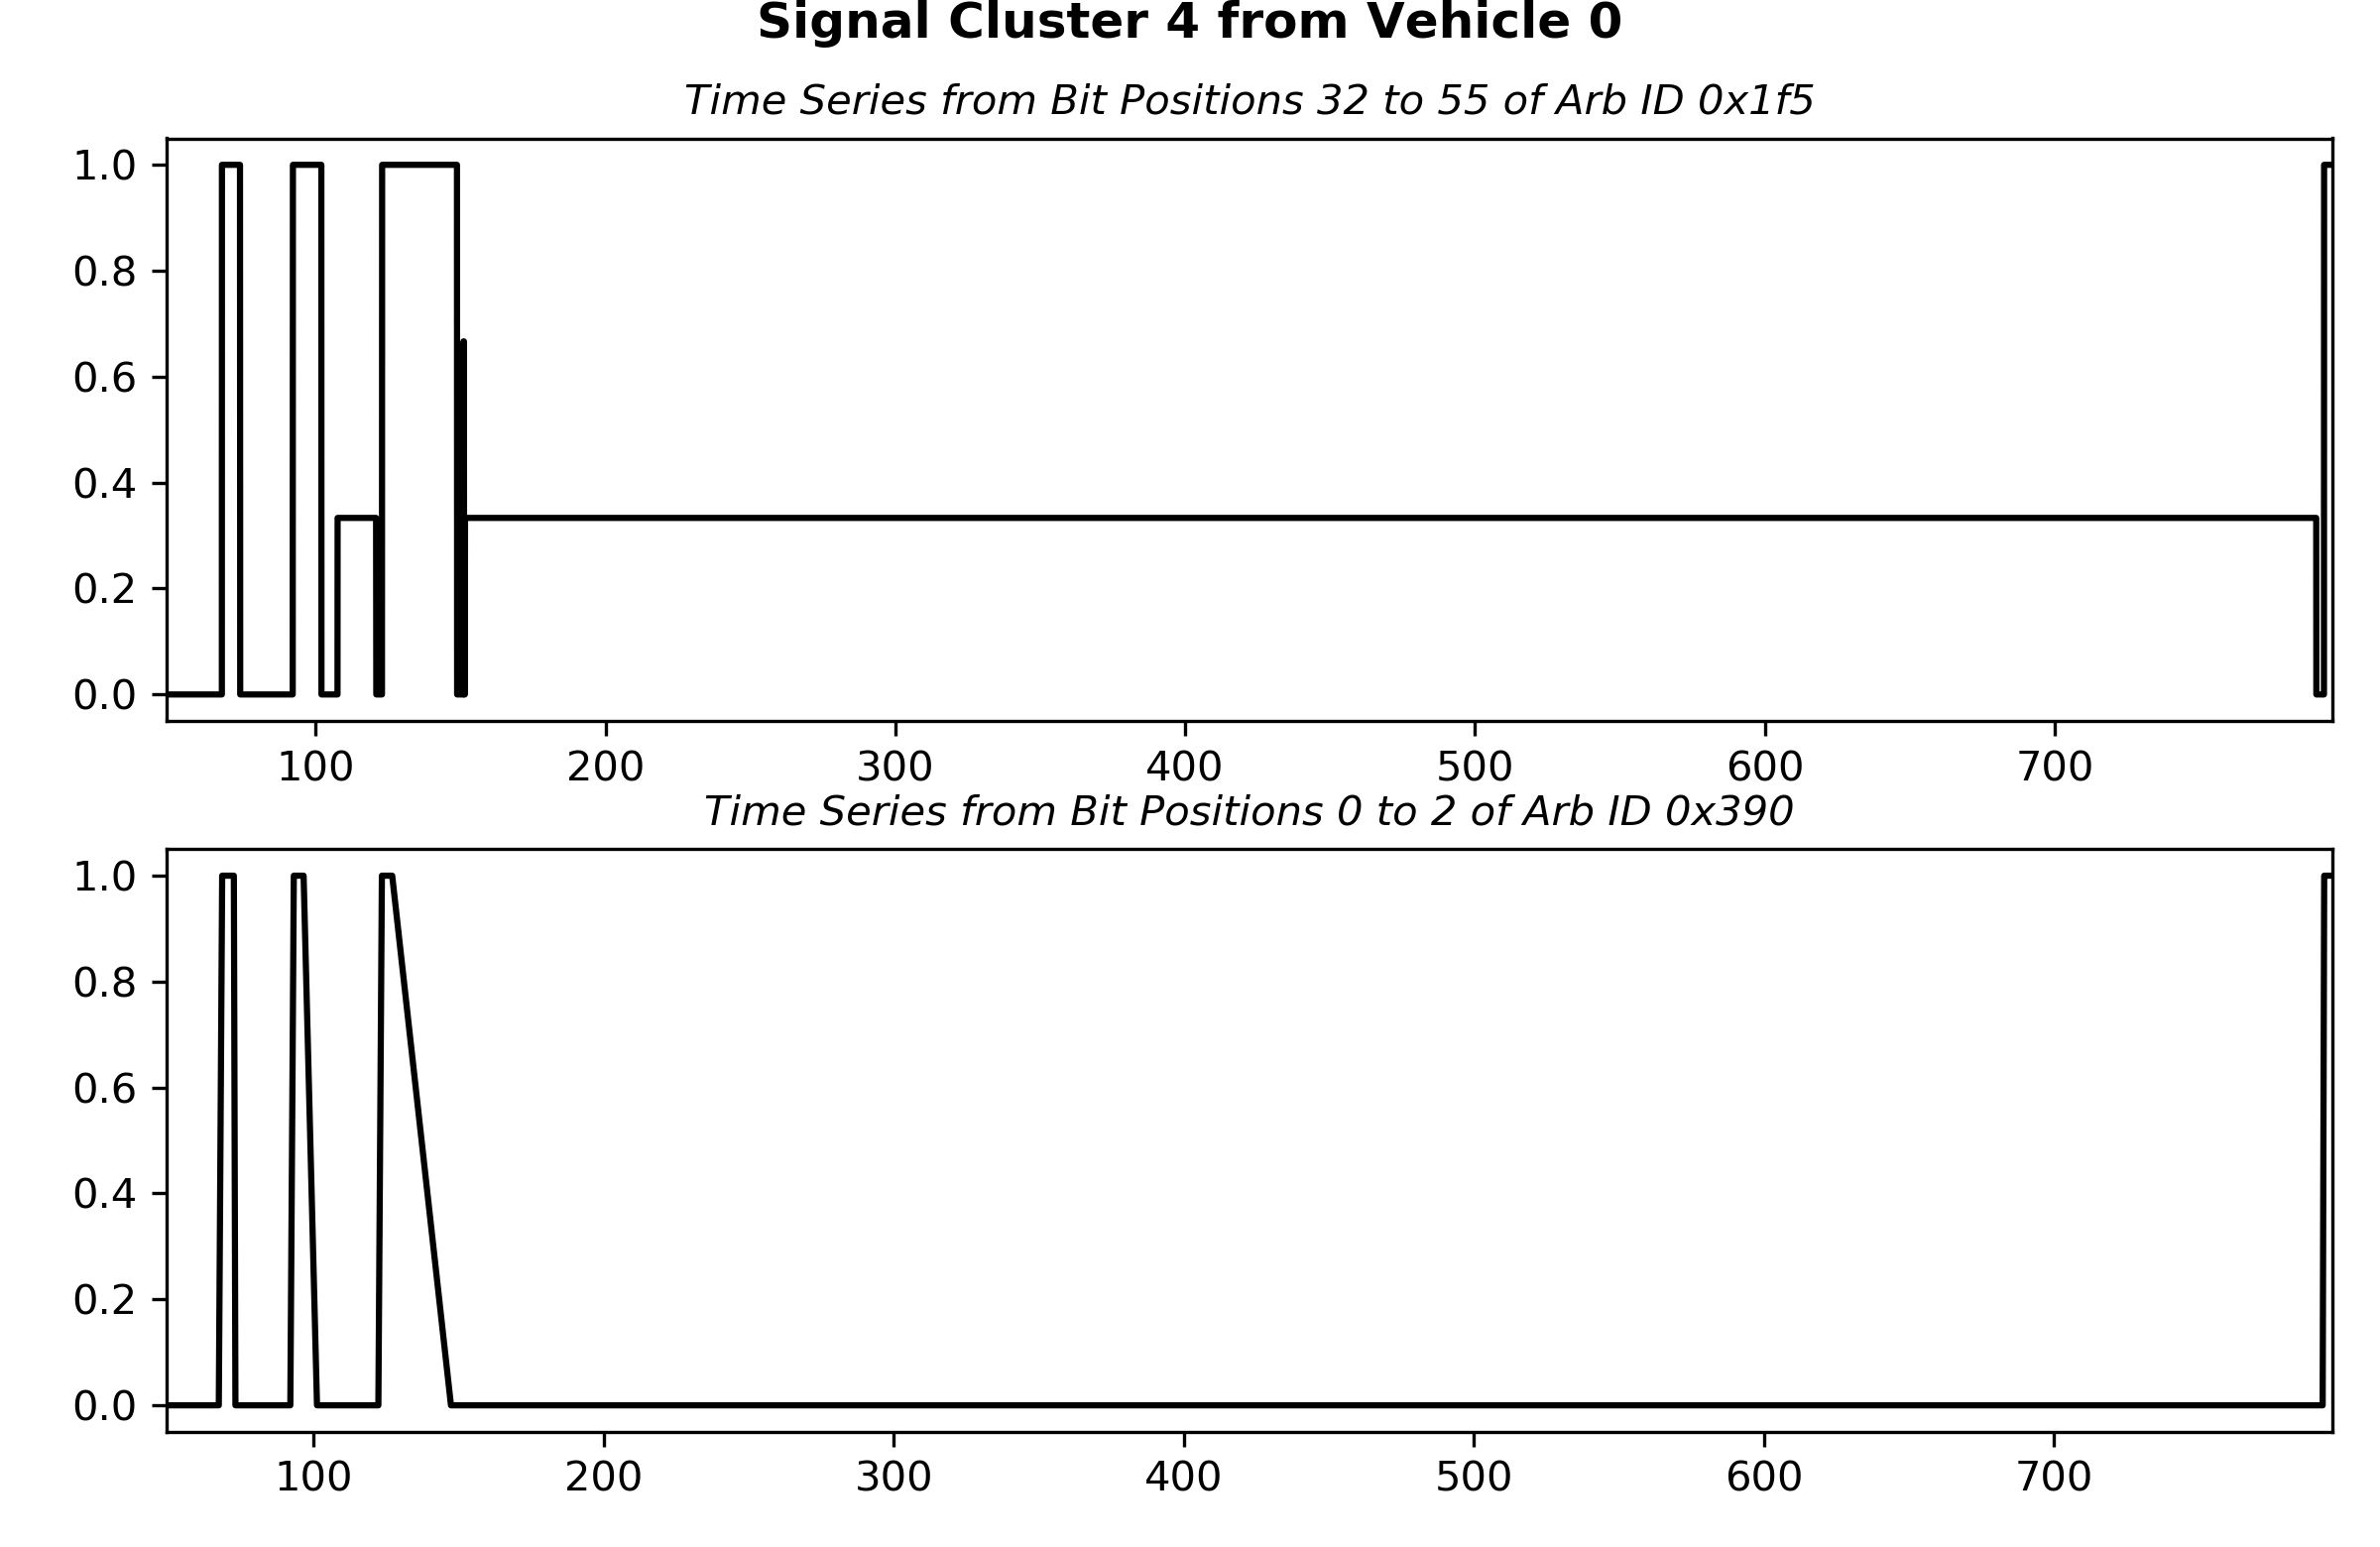 Signal Cluster 4 from Vehicle 0
Time Series from Bit Positions 32 to 55 of Arb ID 0x1f5
1.0
0.8
0.6
0.4
0.2
0.0
100 200 300 400 500 600 700
Time Series from Bit Positions 0 to 2 of Arb ID 0x390
1.0
0.8
0.6
0.4
0.2
0.0
100 200 300 400 500 600 700